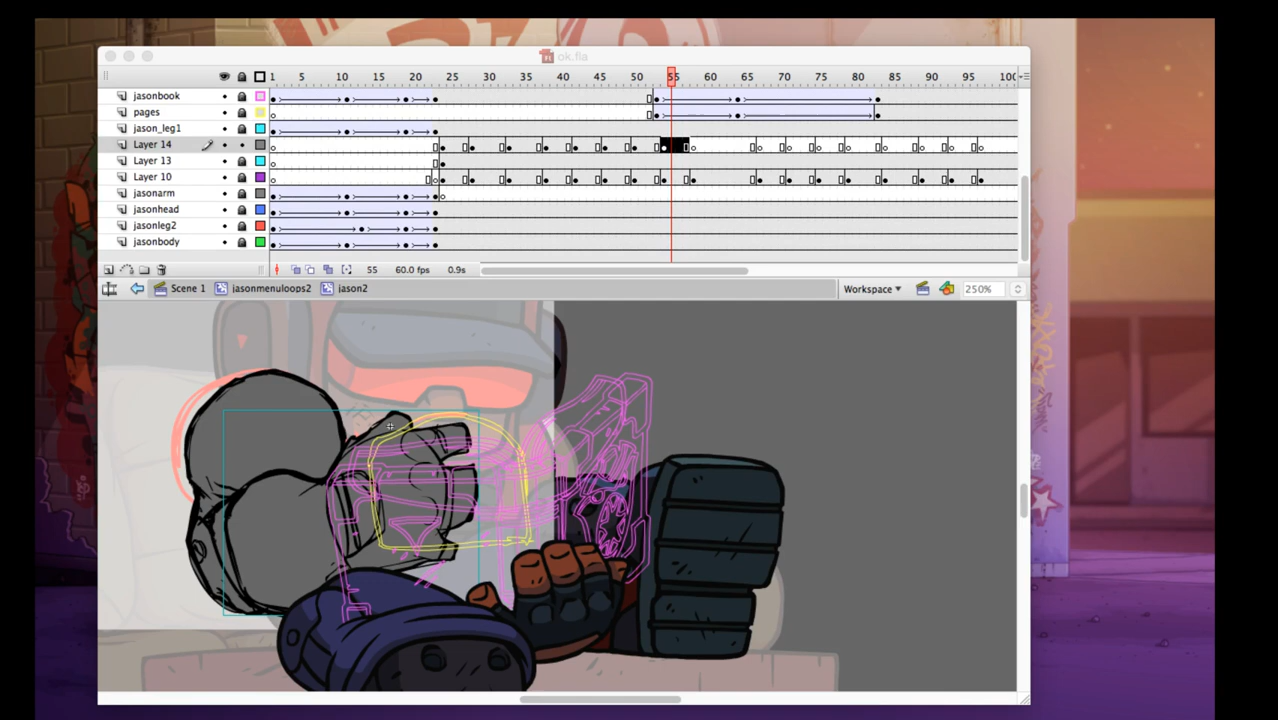 ok.fla
1 5 10 15 20 25 30 35 40 45 50 55 60 65 70 75 80 85 90 95 100
jasonbook
pages
jason_leg1
Layer 14
Layer 13
Layer 10
jasonarm
jasonhead
jasonleg2
jasonbody
55 60.0 fps 0.9s
Scene 1 jasonmenuloops2 jason2 Workspace 250%